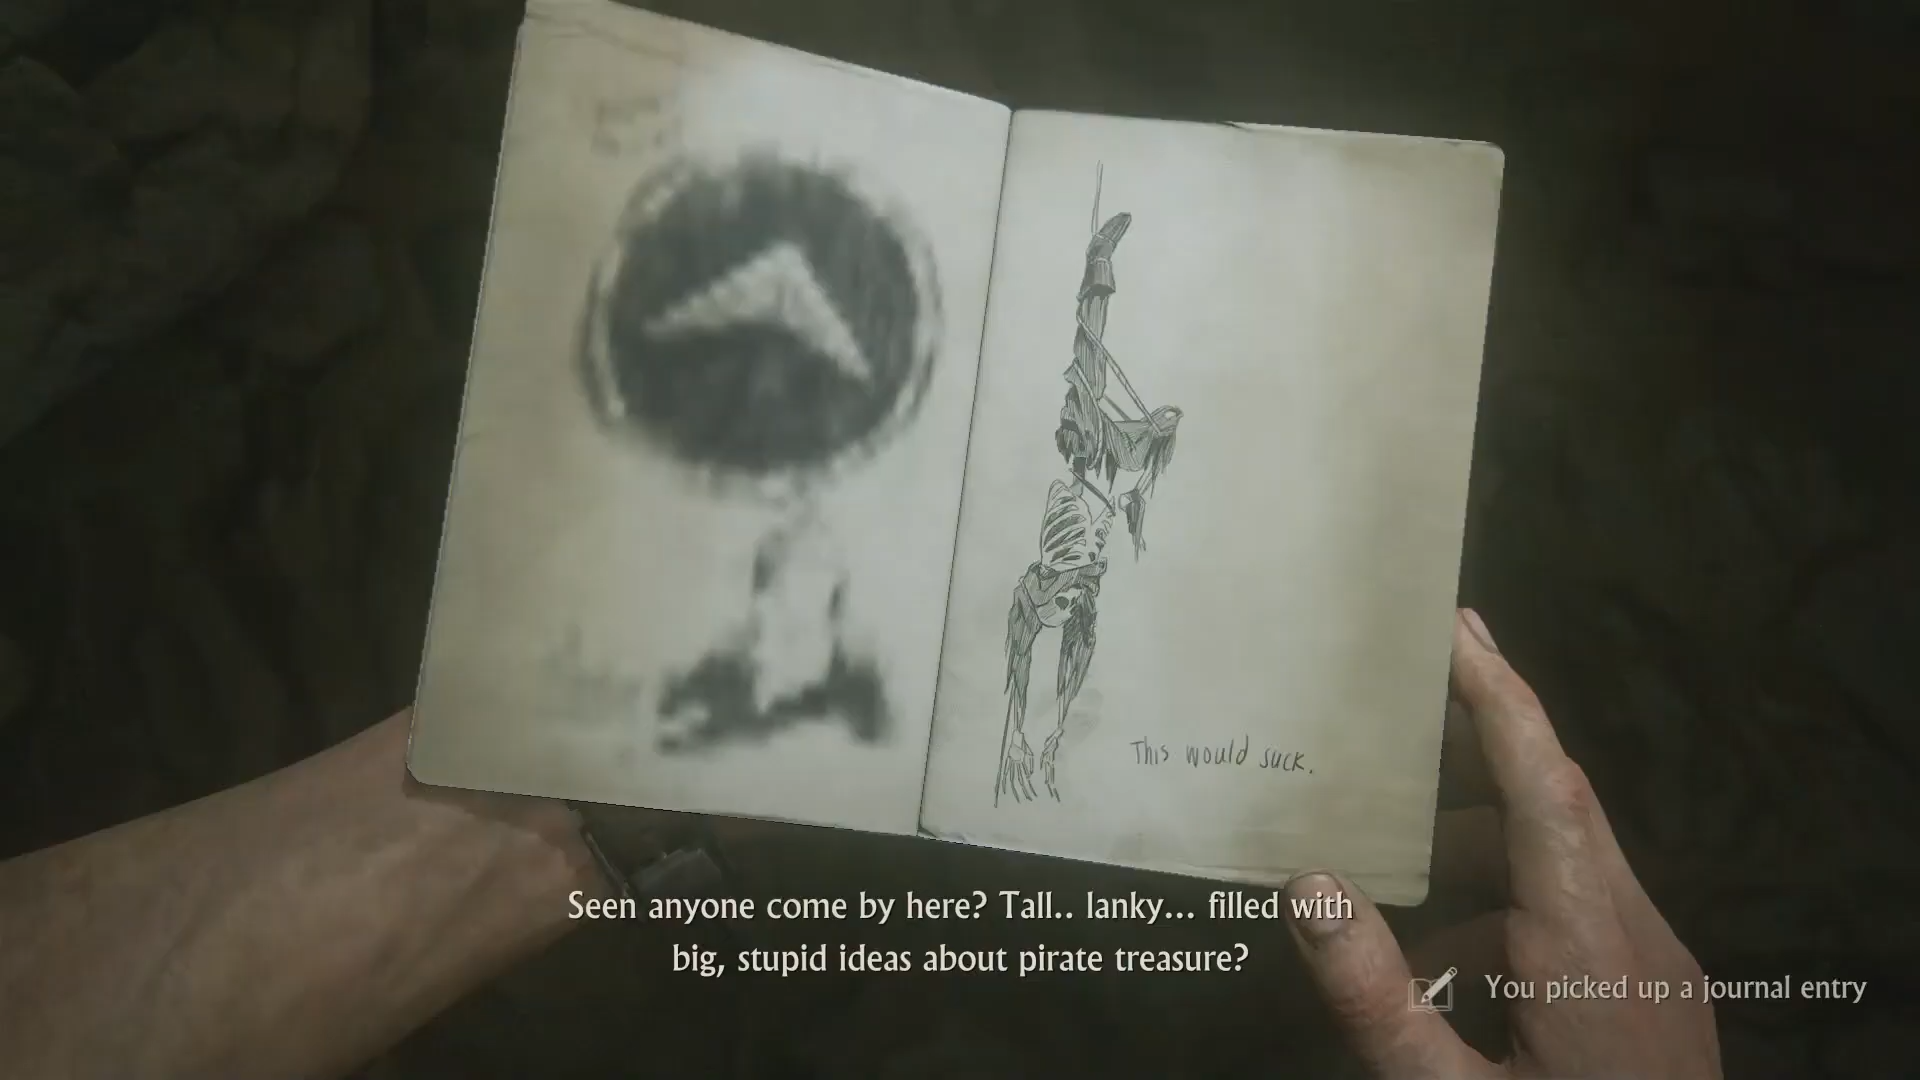 This would suck.
Seen anyone come by here? Tall.. lanky... filled with
big, stupid ideas about pirate treasure?
You picked up a journal entry